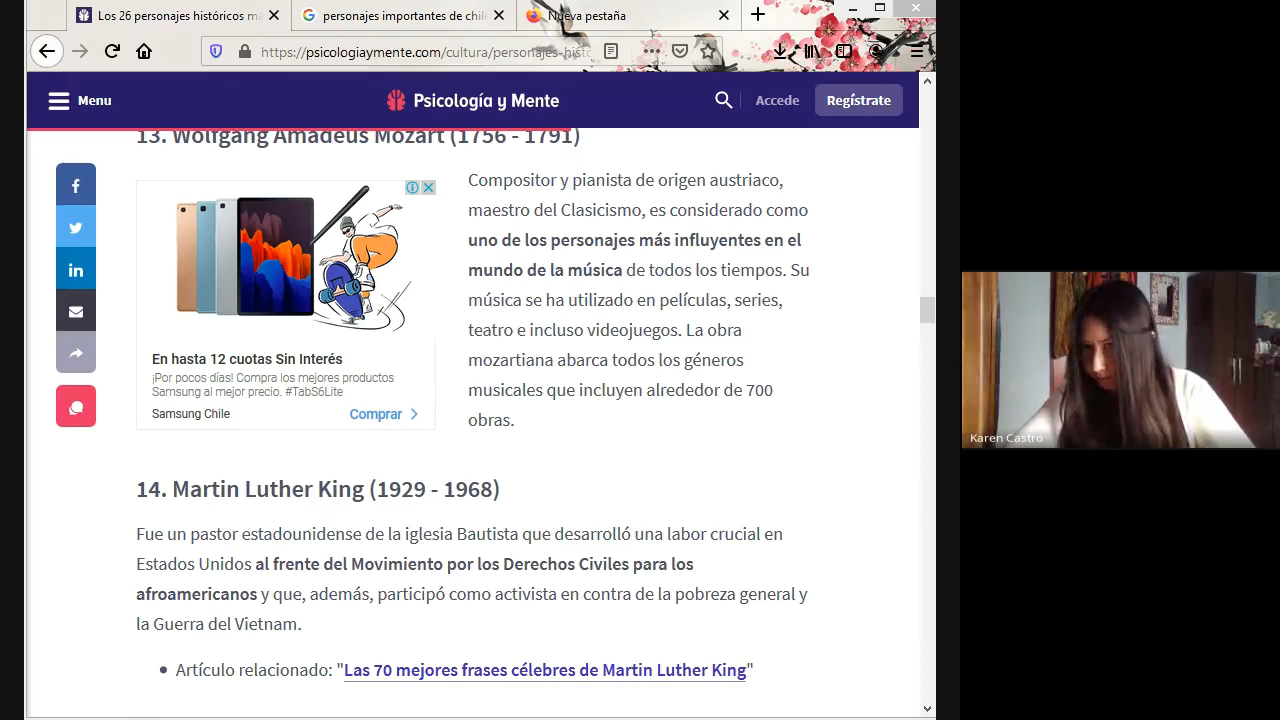 Los 26 personajes históricos má
personajes importantes de chile
Nueva pestaña
https://psicologiaymente.com/cultura/personajes-histo
Menu
Psicología y Mente
Accede
Regístrate
13. Wolfgang Amadeus Mozart (1756 - 1791)
Compositor y pianista de origen austriaco,
maestro del Clasicismo, es considerado como
uno de los personajes más influyentes en el
mundo de la música de todos los tiempos. Su
música se ha utilizado en películas, series,
teatro e incluso videojuegos. La obra
mozartiana abarca todos los géneros
musicales que incluyen alrededor de 700
obras.
En hasta 12 cuotas Sin Interés
¡Por pocos días! Compra los mejores productos
Samsung al mejor precio. #TabS6Lite
Samsung Chile
Comprar
14. Martin Luther King (1929 - 1968)
Fue un pastor estadounidense de la iglesia Bautista que desarrolló una labor crucial en
Estados Unidos al frente del Movimiento por los Derechos Civiles para los
afroamericanos y que, además, participó como activista en contra de la pobreza general y
la Guerra del Vietnam.
Artículo relacionado: "Las 70 mejores frases célebres de Martin Luther King"
Karen Castro